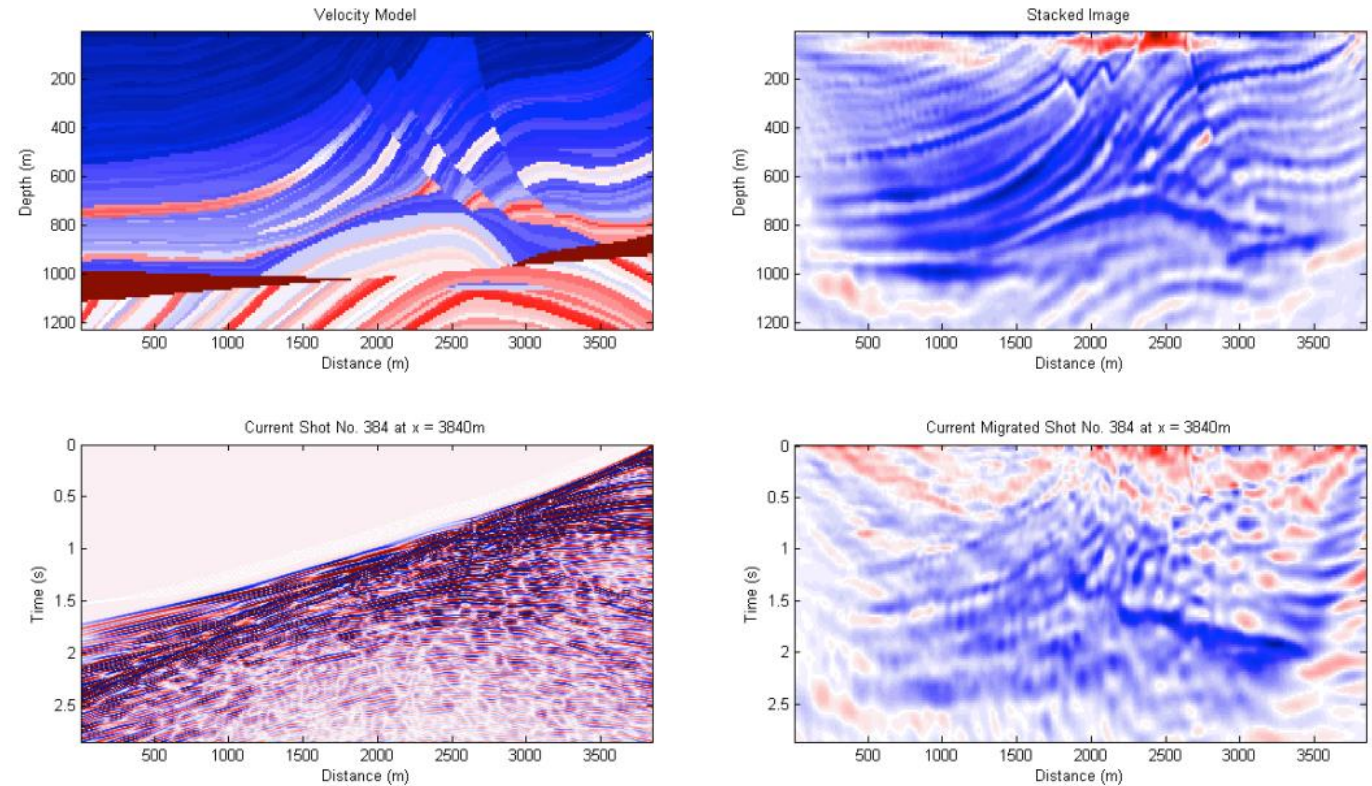 Velocity Model
Depth (m)
200
400
600
800
1000
1200
500 1000 1500 2000 2500 3000 3500
Distance (m)
Stacked Image
Depth (m)
200
400
600
800
1000
1200
500 1000 1500 2000 2500 3000 3500
Distance (m)
Current Shot No. 384 at x = 3840m
Time (s)
0
0.5
1
1.5
2
2.5
500 1000 1500 2000 2500 3000 3500
Distance (m)
Current Migrated Shot No. 384 at x = 3840m
Time (s)
0
0.5
1
1.5
2
2.5
500 1000 1500 2000 2500 3000 3500
Distance (m)